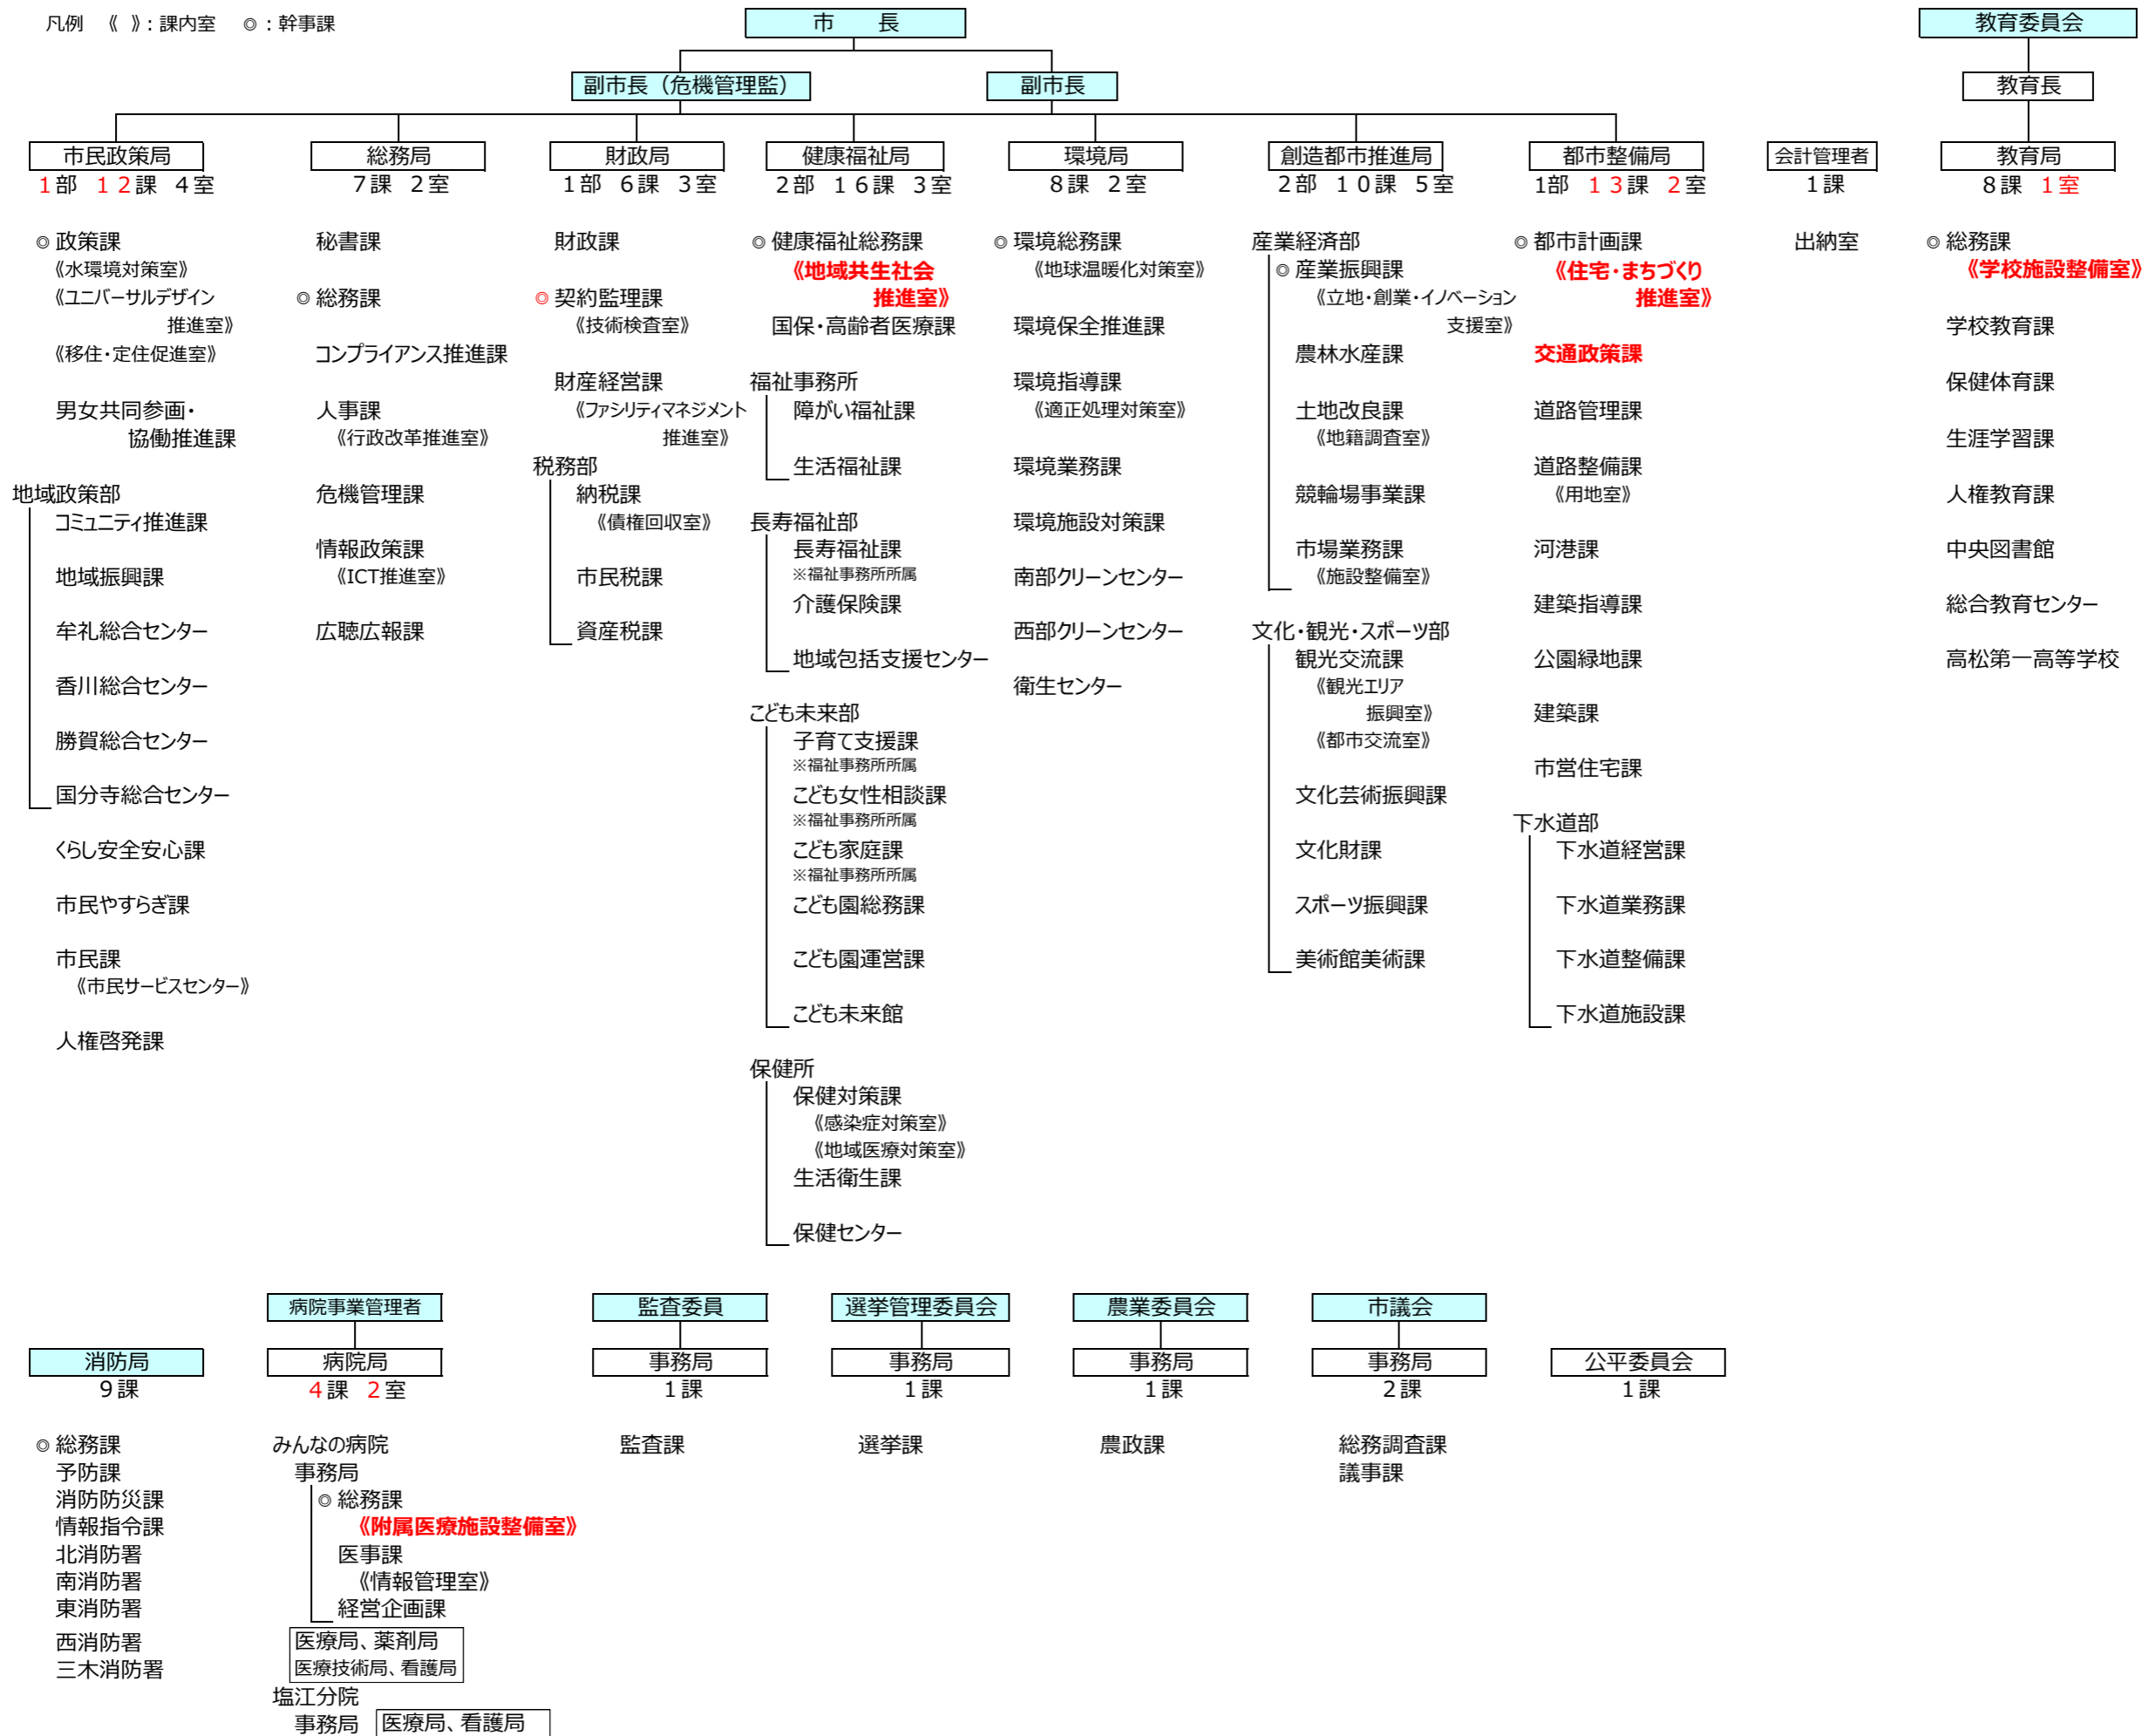 凡例 《 》：課内室 ◎：幹事課
市 長
教育委員会
副市長（危機管理監）
副市長
教育長
市民政策局
1部 12課 4室
◎政策課
《水環境対策室》
《ユニバーサルデザイン
推進室》
《移住・定住促進室》
男女共同参画・
協働推進課
地域政策部
コミュニティ推進課
地域振興課
牟礼総合センター
香川総合センター
勝賀総合センター
国分寺総合センター
くらし安全安心課
市民やすらぎ課
市民課
《市民サービスセンター》
人権啓発課
総務局
7課 2室
秘書課
◎総務課
コンプライアンス推進課
人事課
《行政改革推進室》
危機管理課
情報政策課
《ICT推進室》
広聴広報課
財政局
1部 6課 3室
財政課
◎契約監理課
《技術検査室》
財産経営課
《ファシリティマネジメント
推進室》
税務部
納税課
《債権回収室》
市民税課
資産税課
健康福祉局
2部 16課 3室
◎健康福祉総務課
《地域共生社会
推進室》
国保・高齢者医療課
福祉事務所
障がい福祉課
生活福祉課
長寿福祉部
長寿福祉課
※福祉事務所所属
介護保険課
地域包括支援センター
こども未来部
子育て支援課
※福祉事務所所属
こども女性相談課
※福祉事務所所属
こども家庭課
※福祉事務所所属
こども園総務課
こども園運営課
こども未来館
保健所
保健対策課
《感染症対策室》
《地域医療対策室》
生活衛生課
保健センター
環境局
8課 2室
◎環境総務課
《地球温暖化対策室》
環境保全推進課
環境指導課
《適正処理対策室》
環境業務課
環境施設対策課
南部クリーンセンター
西部クリーンセンター
衛生センター
創造都市推進局
2部 10課 5室
産業経済部
◎産業振興課
《立地・創業・イノベーション
支援室》
農林水産課
土地改良課
《地籍調査室》
競輪場事業課
市場業務課
《施設整備室》
文化・観光・スポーツ部
観光交流課
《観光エリア
振興室》
《都市交流室》
文化芸術振興課
文化財課
スポーツ振興課
美術館美術課
都市整備局
1部 13課 2室
◎都市計画課
《住宅・まちづくり
推進室》
交通政策課
道路管理課
道路整備課
《用地室》
河港課
建築指導課
公園緑地課
建築課
市営住宅課
下水道部
下水道経営課
下水道業務課
下水道整備課
下水道施設課
会計管理者
1課
出納室
教育局
8課 1室
◎総務課
《学校施設整備室》
学校教育課
保健体育課
生涯学習課
人権教育課
中央図書館
総合教育センター
高松第一高等学校
消防局
9課
◎総務課
予防課
消防防災課
情報指令課
北消防署
南消防署
東消防署
西消防署
三木消防署
病院事業管理者
病院局
4課 2室
みんなの病院
事務局
◎総務課
《附属医療施設整備室》
医事課
《情報管理室》
経営企画課
医療局、薬剤局
医療技術局、看護局
塩江分院
事務局
医療局、看護局
監査委員
事務局
1課
監査課
選挙管理委員会
事務局
1課
選挙課
農業委員会
事務局
1課
農政課
市議会
事務局
2課
総務調査課
議事課
公平委員会
1課